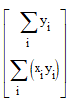 ∑ yᵢ
i
∑ (xᵢyᵢ)
i